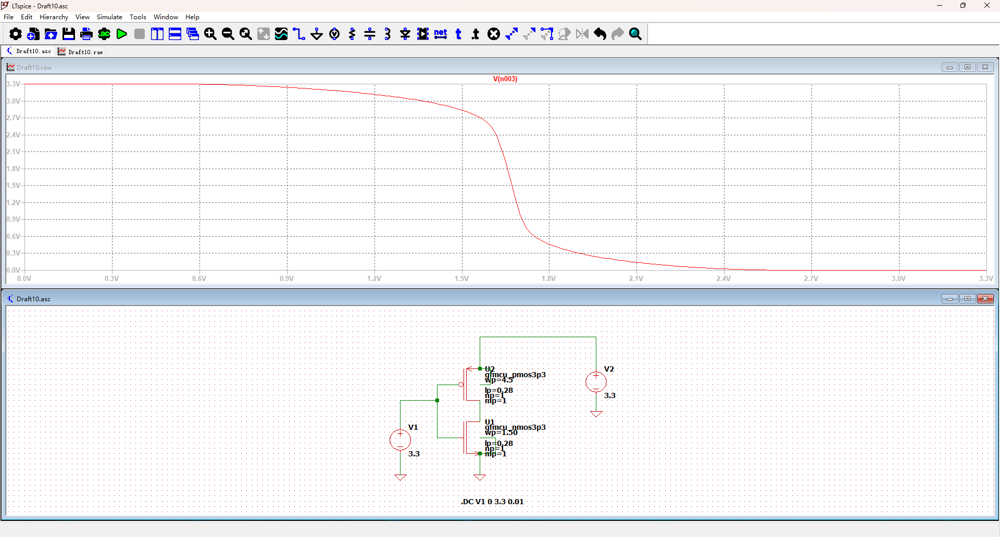 LTspice - Draft10.asc
File Edit Hierarchy View Simulate Tools Window Help
.ac net t .t
Draft10.asc Draft10.raw
Draft10.raw
V(n003)
3.3V
3.0V
2.7V
2.4V
2.1V
1.8V
1.5V
1.2V
0.9V
0.6V
0.3V
0.0V
0.0V 0.3V 0.6V 0.9V 1.2V 1.5V 1.8V 2.1V 2.4V 2.7V 3.0V 3.3V
Draft10.asc
U2
gfmcu_pmos3p3
wp=4.5
lp=0.28
np=1
mp=1
V2
3.3
U1
gfmcu_nmos3p3
wp=1.50
lp=0.28
np=1
mp=1
V1
3.3
.DC V1 0 3.3 0.01